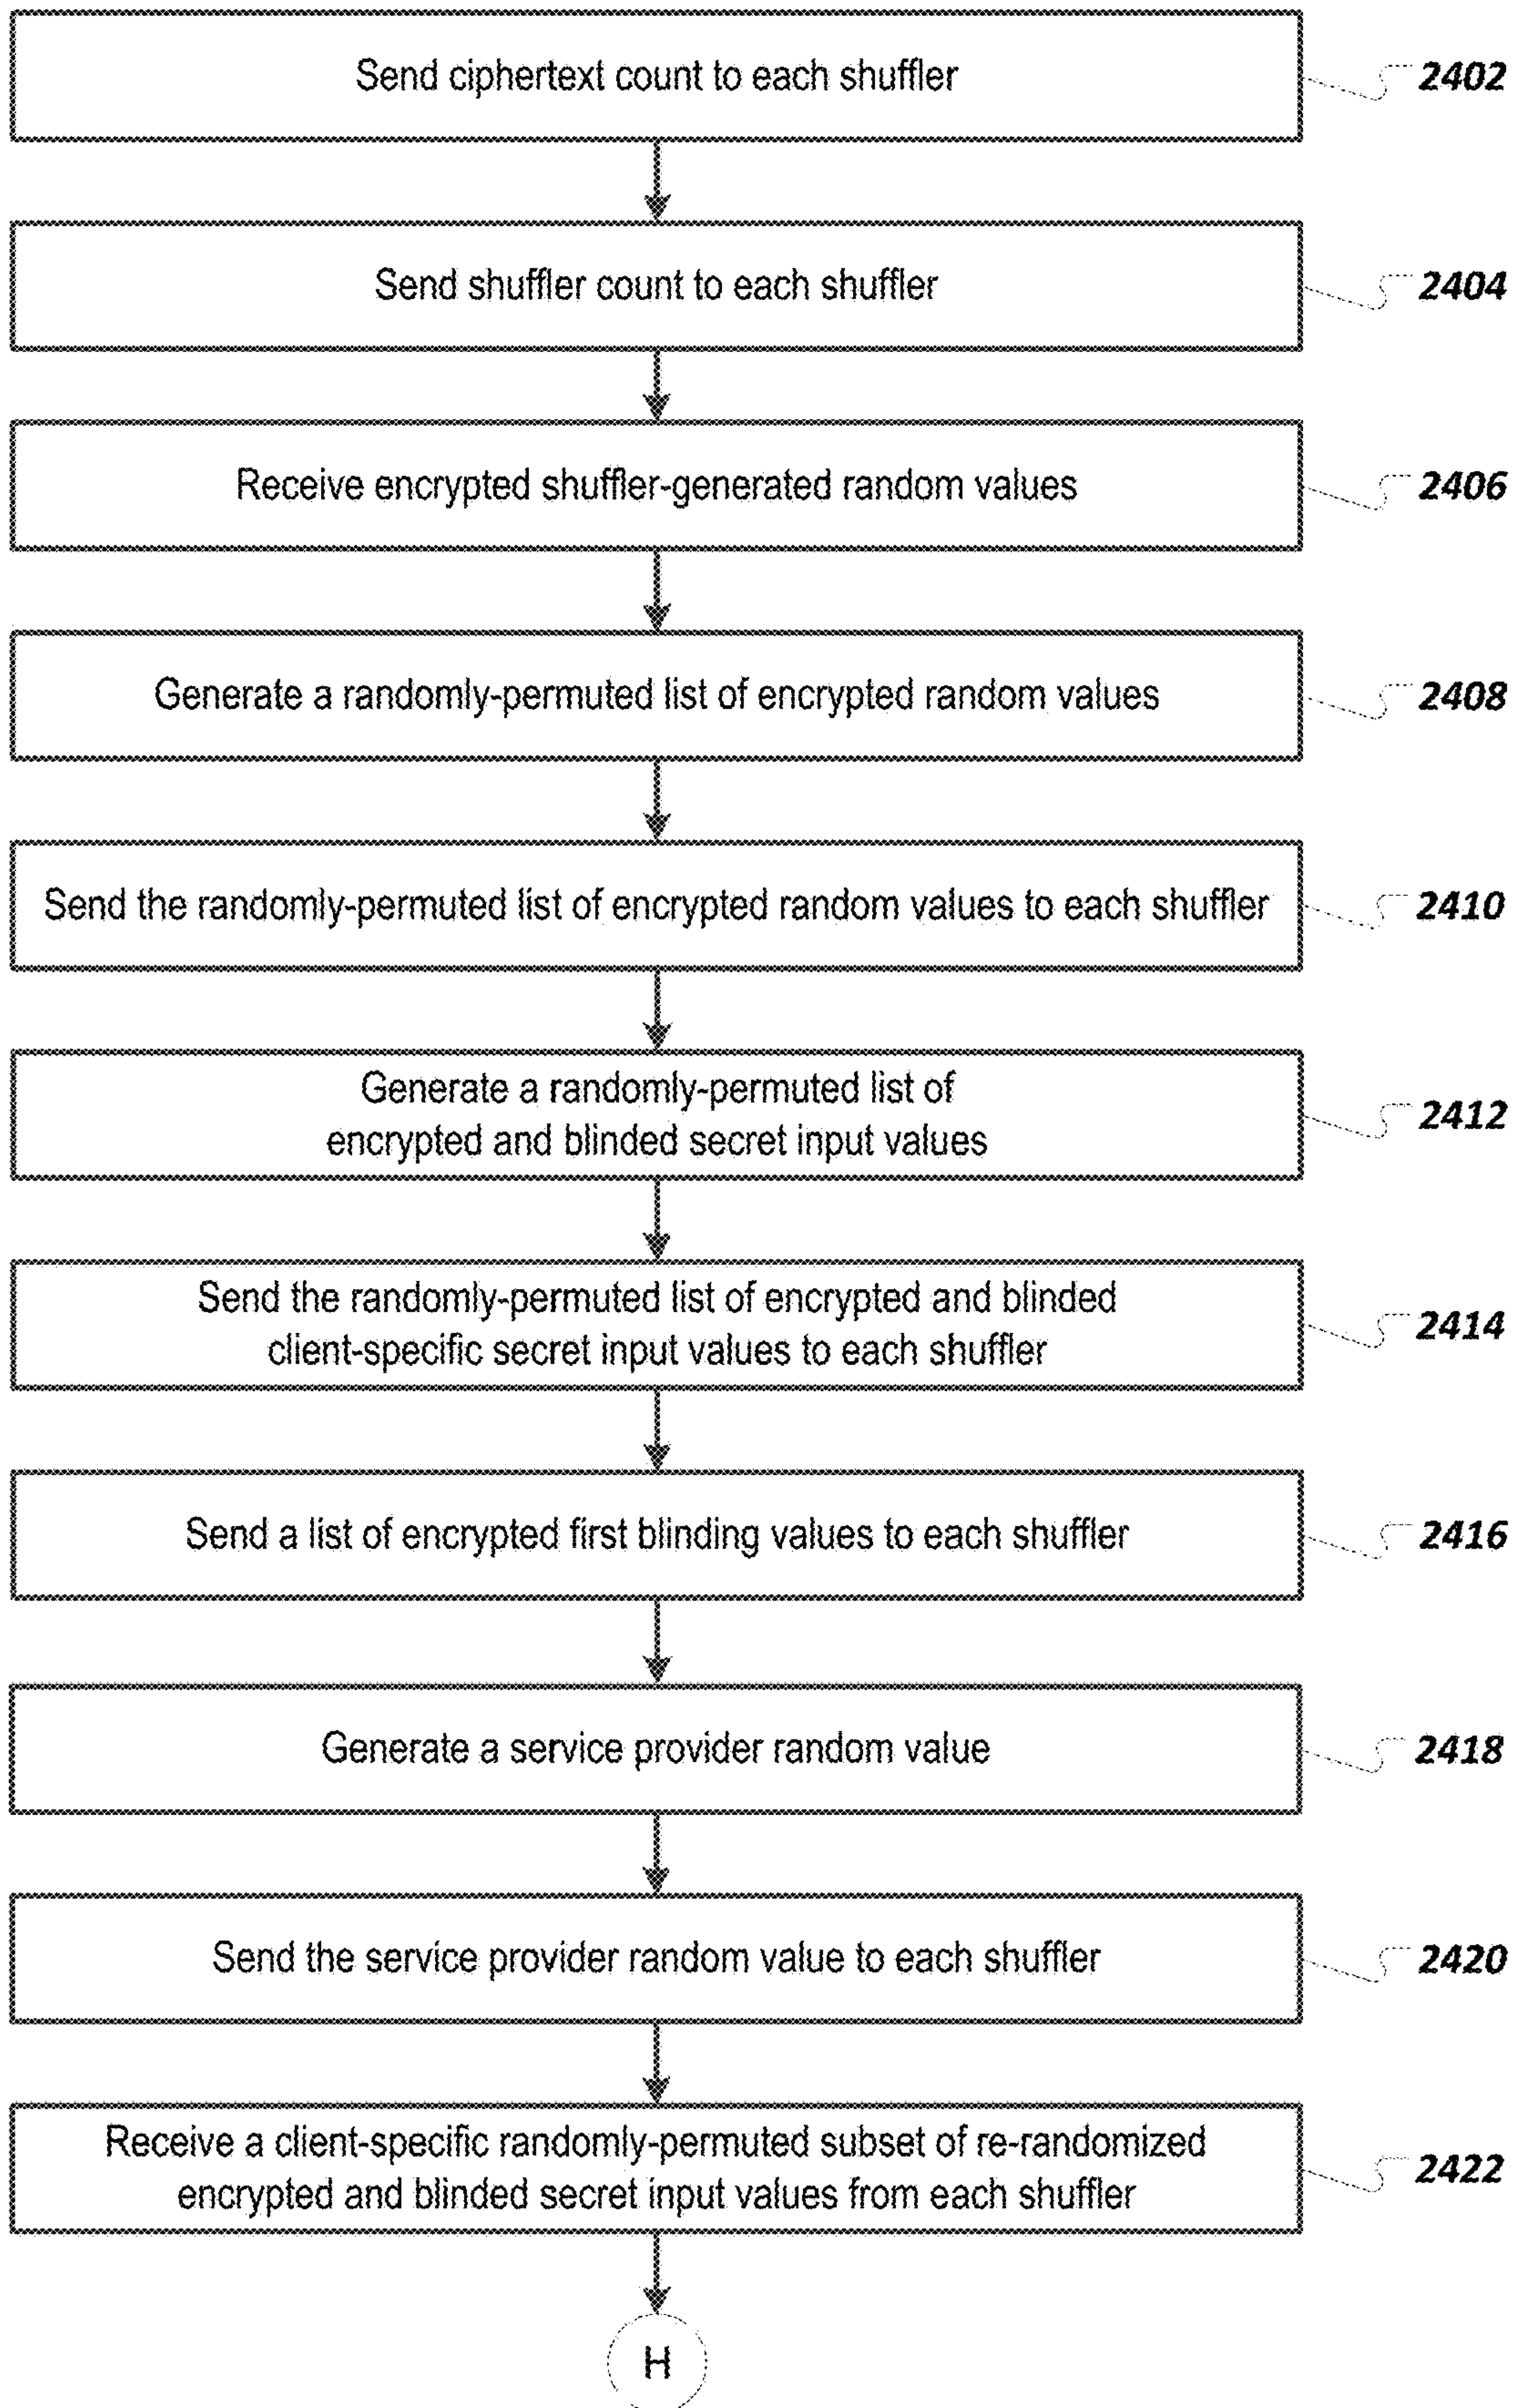 Send ciphertext count to each shuffler
2402
Send shuffler count to each shuffler
2404
Receive encrypted shuffler-generated random values
2406
Generate a randomly-permuted list of encrypted random values
2408
Send the randomly-permuted list of encrypted random values to each shuffler
2410
Generate a randomly-permuted list of
encrypted and blinded secret input values
2412
Send the randomly-permuted list of encrypted and blinded
client-specific secret input values to each shuffler
2414
Send a list of encrypted first blinding values to each shuffler
2416
Generate a service provider random value
2418
Send the service provider random value to each shuffler
2420
Receive a client-specific randomly-permuted subset of re-randomized
encrypted and blinded secret input values from each shuffler
2422
H